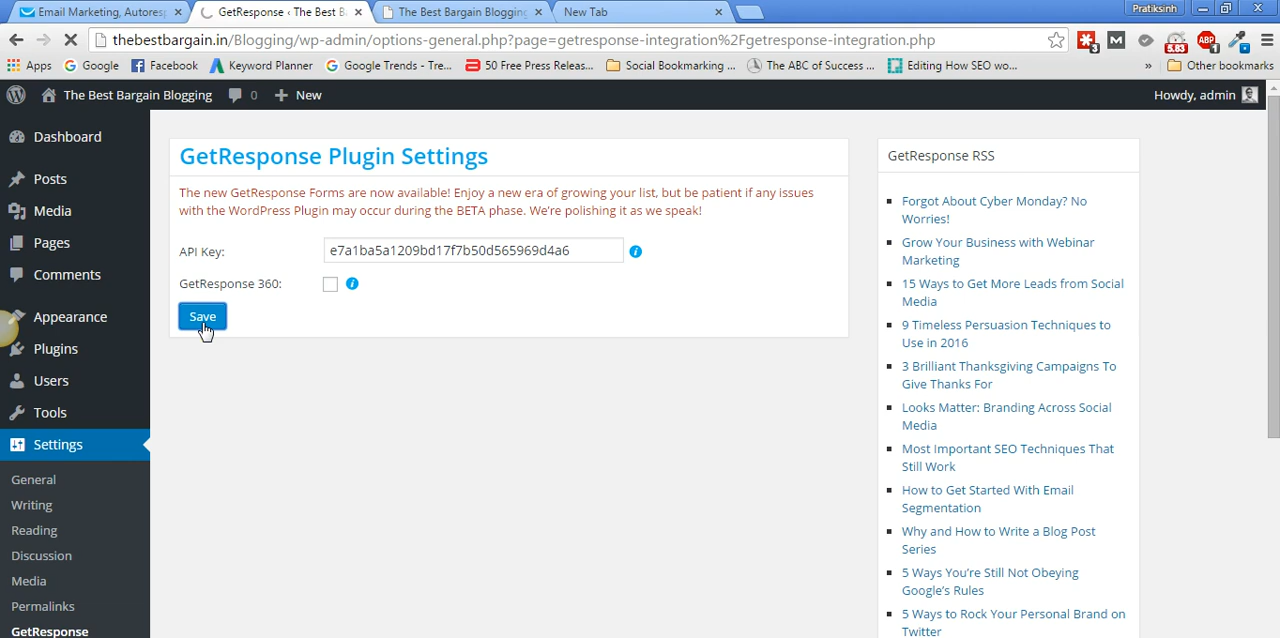 Email Marketing, Autoresp
GetResponse ‹ The Best B
The Best Bargain Blogging
New Tab
Pratiksinh
thebestbargain.in/Blogging/wp-admin/options-general.php?page=getresponse-integration%2Fgetresponse-integration.php
3
M
5.83
ABP
1
Apps
Google
Facebook
Keyword Planner
Google Trends - Tre...
50 Free Press Releas...
Social Bookmarking ...
The ABC of Success ...
Editing How SEO wo...
»
Other bookmarks
The Best Bargain Blogging
0
New
Howdy, admin
Dashboard
Posts
Media
Pages
Comments
Appearance
Plugins
Users
Tools
Settings
General
Writing
Reading
Discussion
Media
Permalinks
GetResponse
GetResponse Plugin Settings
The new GetResponse Forms are now available! Enjoy a new era of growing your list, but be patient if any issues
with the WordPress Plugin may occur during the BETA phase. We're polishing it as we speak!
API Key:
e7a1ba5a1209bd17f7b50d565969d4a6
GetResponse 360:
Save
GetResponse RSS
Forgot About Cyber Monday? No
Worries!
Grow Your Business with Webinar
Marketing
15 Ways to Get More Leads from Social
Media
9 Timeless Persuasion Techniques to
Use in 2016
3 Brilliant Thanksgiving Campaigns To
Give Thanks For
Looks Matter: Branding Across Social
Media
Most Important SEO Techniques That
Still Work
How to Get Started With Email
Segmentation
Why and How to Write a Blog Post
Series
5 Ways You're Still Not Obeying
Google's Rules
5 Ways to Rock Your Personal Brand on
Twitter